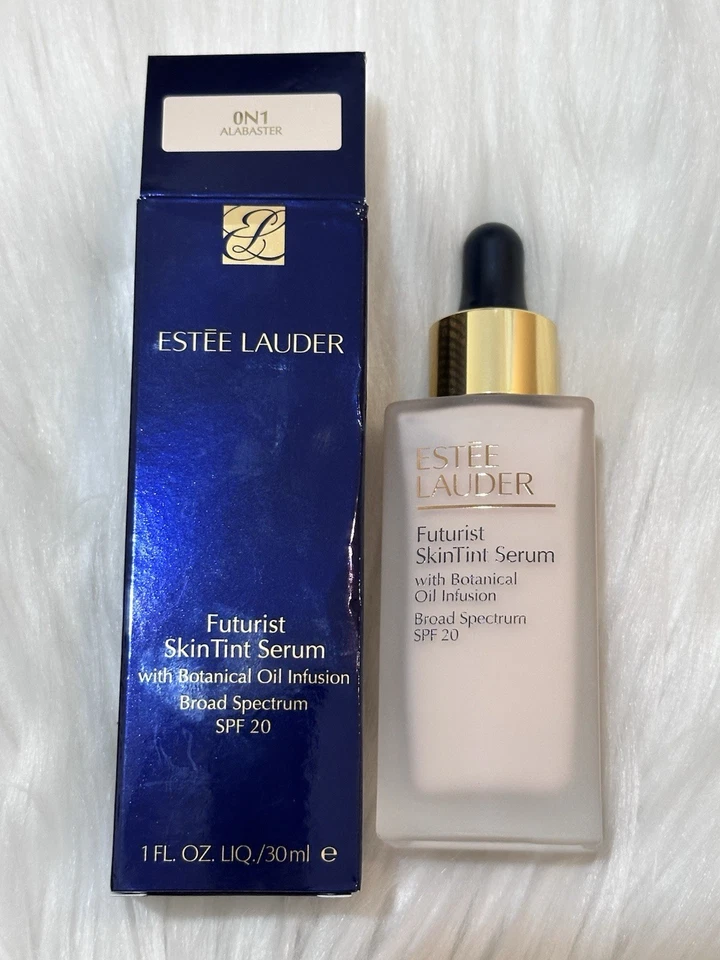 0N1
ALABASTER
EL
ESTĒE LAUDER
Futurist
SkinTint Serum
with Botanical Oil Infusion
Broad Spectrum
SPF 20
1 FL. OZ. LIQ./30ml ℮
ESTĒE
LAUDER
Futurist
SkinTint Serum
with Botanical
Oil Infusion
Broad Spectrum
SPF 20